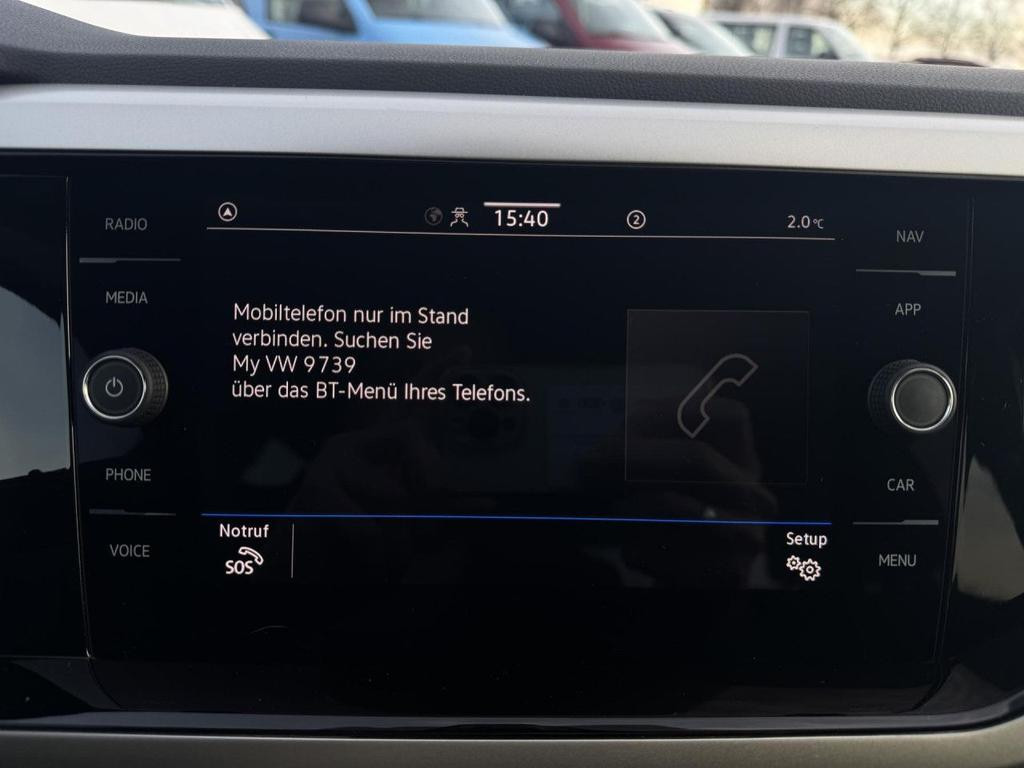 RADIO
MEDIA
PHONE
VOICE
15:40
2
2.0 °C
Mobiltelefon nur im Stand
verbinden. Suchen Sie
My VW 9739
über das BT-Menü Ihres Telefons.
Notruf
SOS
Setup
NAV
APP
CAR
MENU